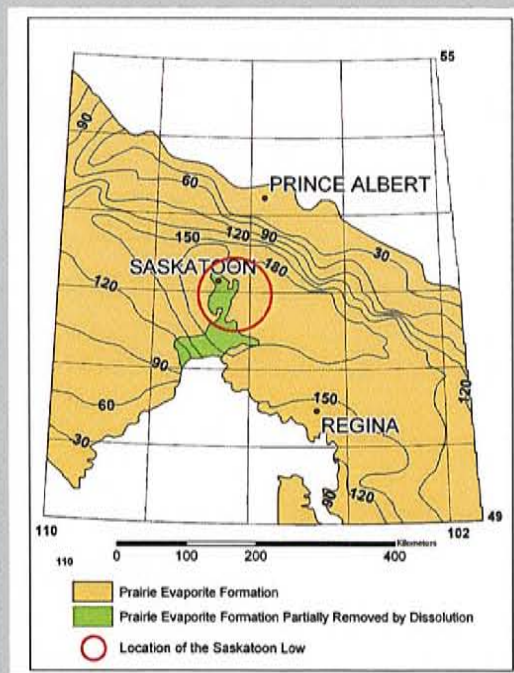 55
90
60
PRINCE ALBERT
150
120
90
30
SASKATOON
180
120
90
60
150
120
REGINA
30
90
120
49
110
102
110
0 100 200 400
Kilometers
Prairie Evaporite Formation
Prairie Evaporite Formation Partially Removed by Dissolution
Location of the Saskatoon Low